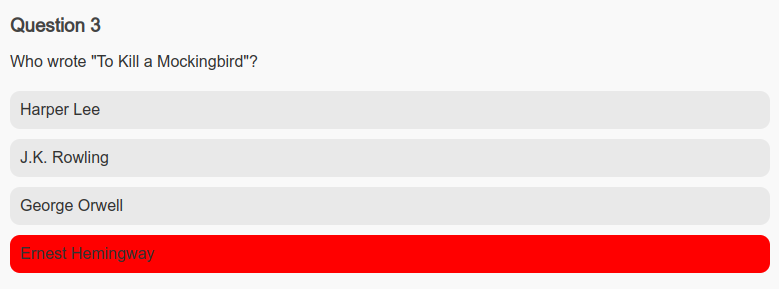 Question 3
Who wrote "To Kill a Mockingbird"?
Harper Lee
J.K. Rowling
George Orwell
Ernest Hemingway